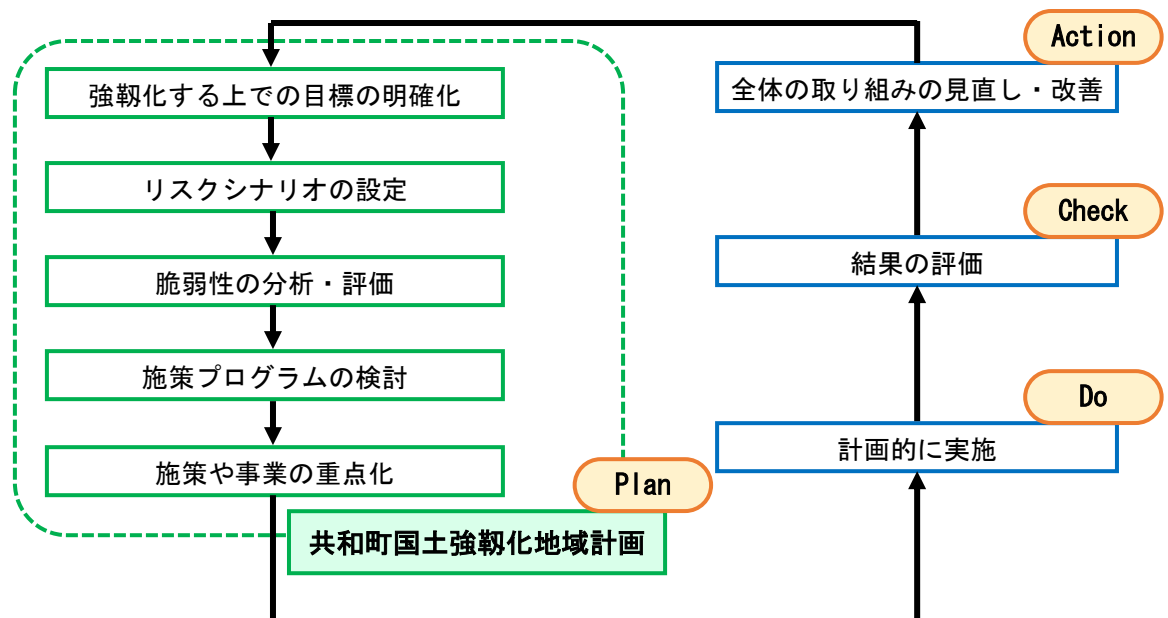 強靱化する上での目標の明確化
リスクシナリオの設定
脆弱性の分析・評価
施策プログラムの検討
施策や事業の重点化
Plan
共和町国土強靱化地域計画
Action
全体の取り組みの見直し・改善
Check
結果の評価
Do
計画的に実施